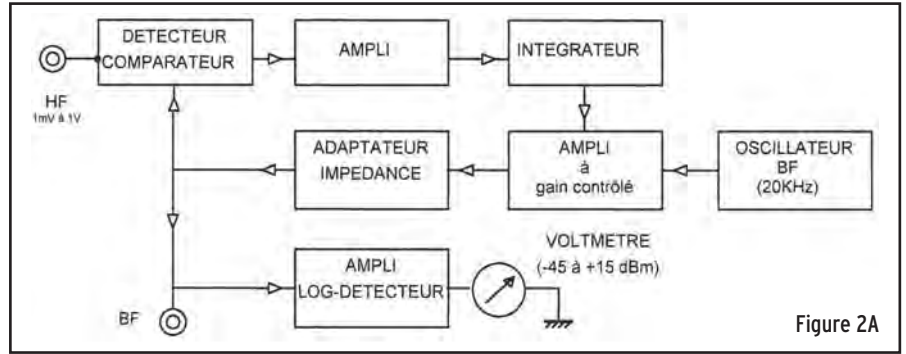 DETECTEUR
COMPARATEUR
AMPLI
INTEGRATEUR
HF
1mV à 1V
ADAPTATEUR
IMPEDANCE
AMPLI
à
gain contrôlé
OSCILLATEUR
BF
(20KHz)
VOLTMETRE
(-45 à +15 dBm)
AMPLI
LOG-DETECTEUR
BF
Figure 2A